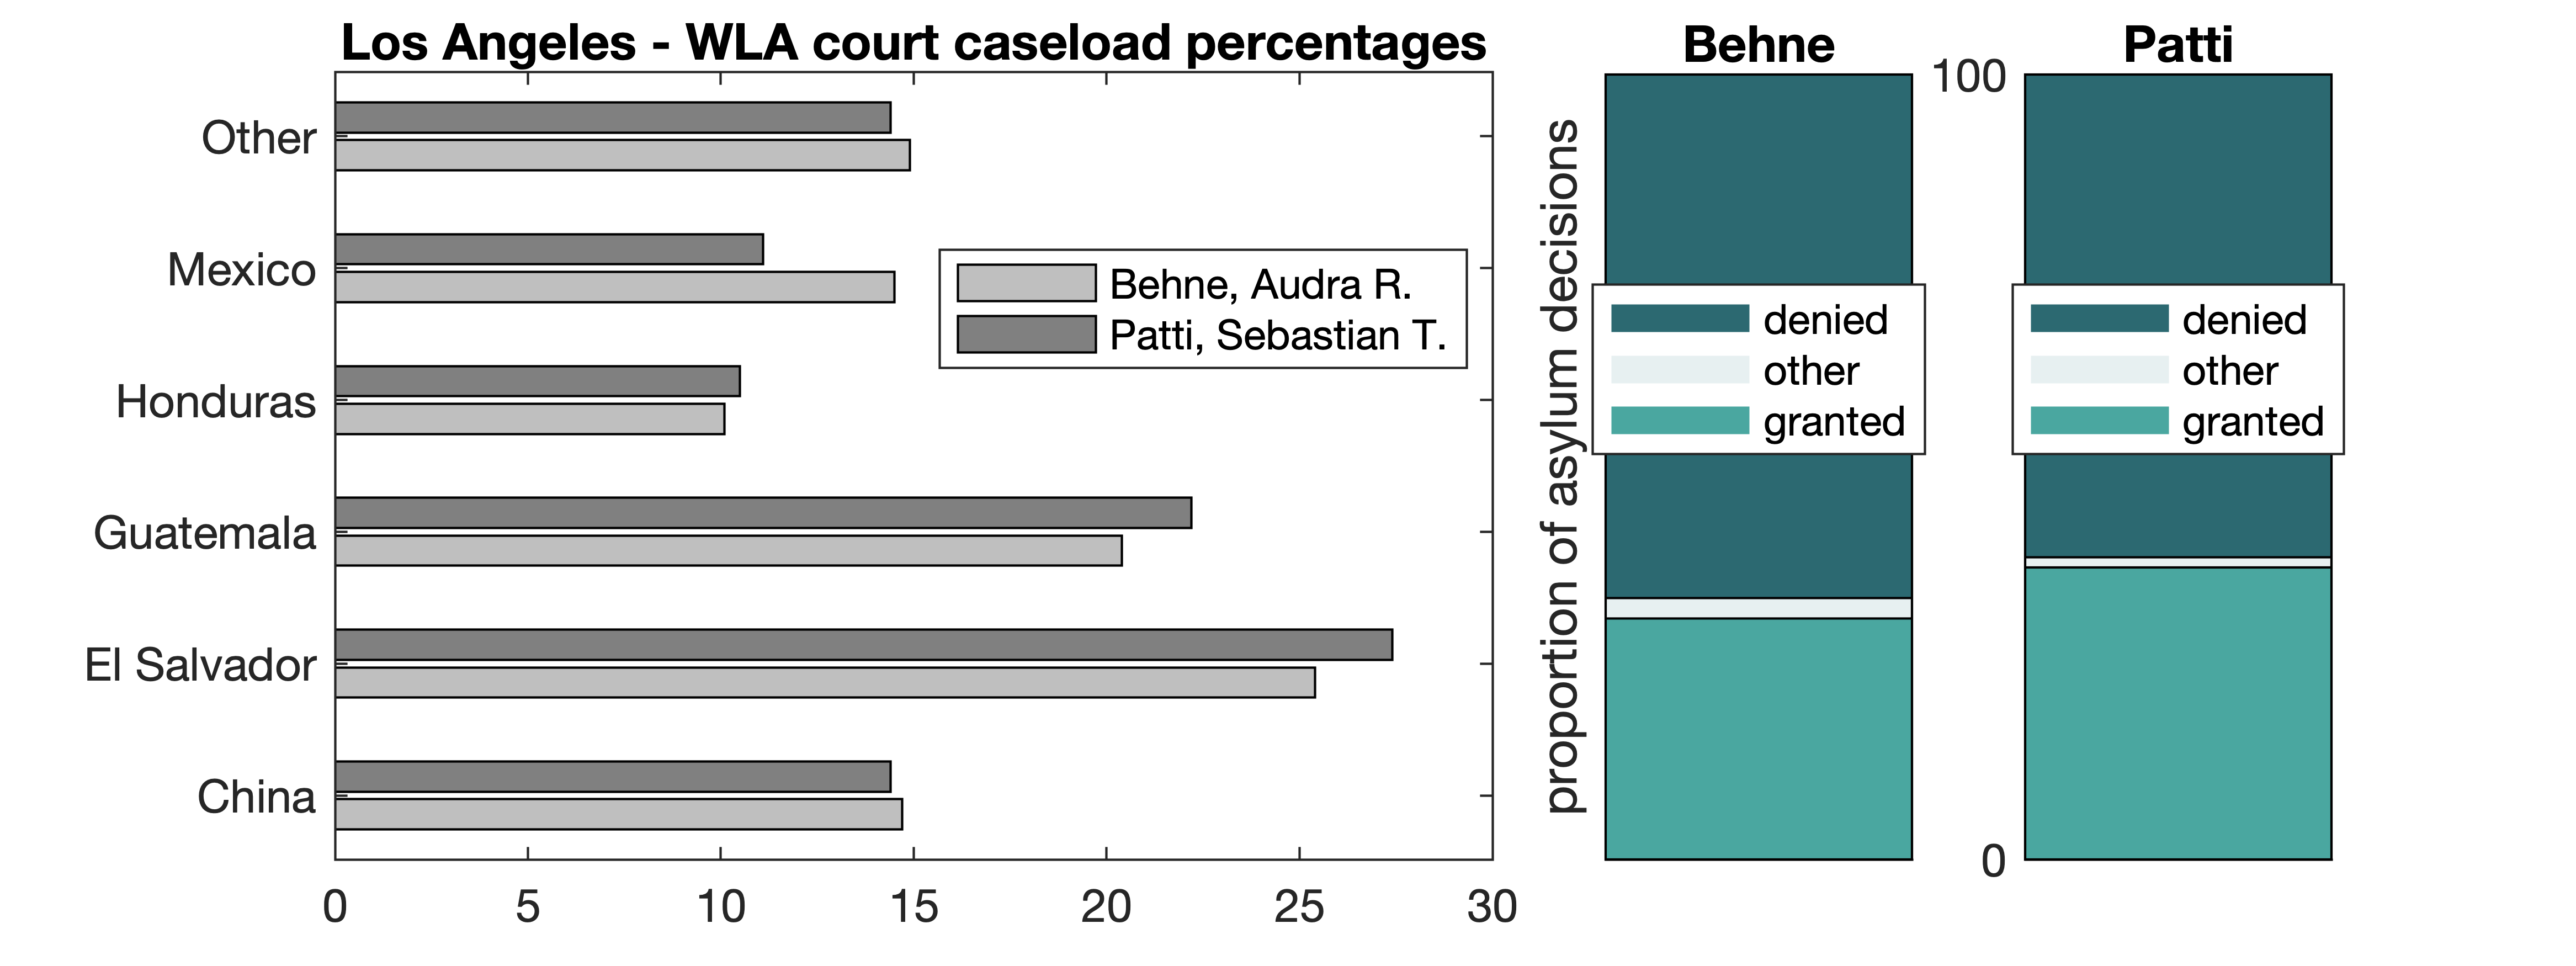 Los Angeles - WLA court caseload percentages
Other
Mexico
Honduras
Guatemala
El Salvador
China
0 5 10 15 20 25 30
Behne, Audra R.
Patti, Sebastian T.
proportion of asylum decisions
Behne
denied
other
granted
100
0
Patti
denied
other
granted